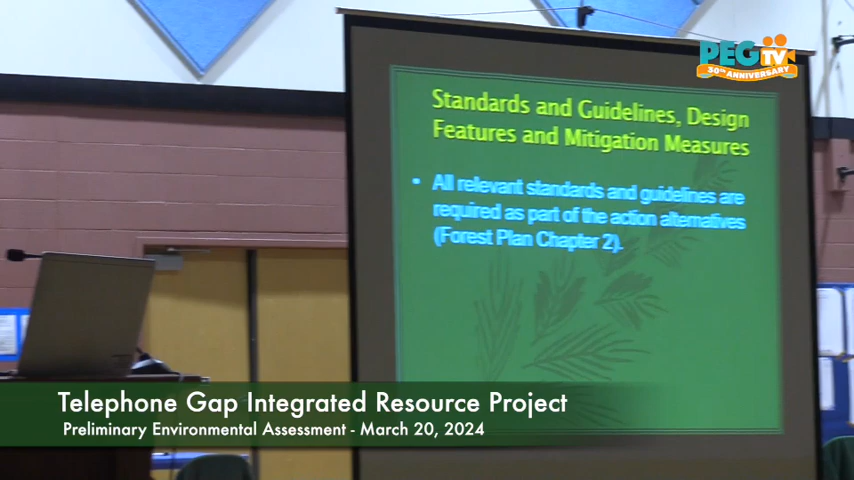 PEGTV
30TH ANNIVERSARY
Standards and Guidelines, Design
Features and Mitigation Measures
• All relevant standards and guidelines are
required as part of the action alternatives
(Forest Plan Chapter 2).
Telephone Gap Integrated Resource Project
Preliminary Environmental Assessment - March 20, 2024